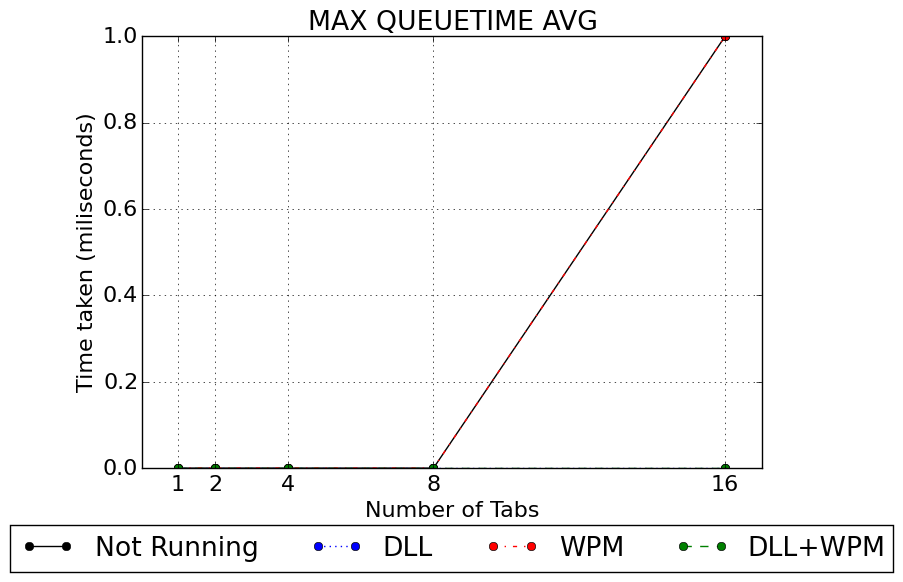 MAX QUEUETIME AVG
1.0
0.8
0.6
0.4
0.2
0.0
Time taken (miliseconds)
1 2 4 8 16
Number of Tabs
Not Running DLL WPM DLL+WPM